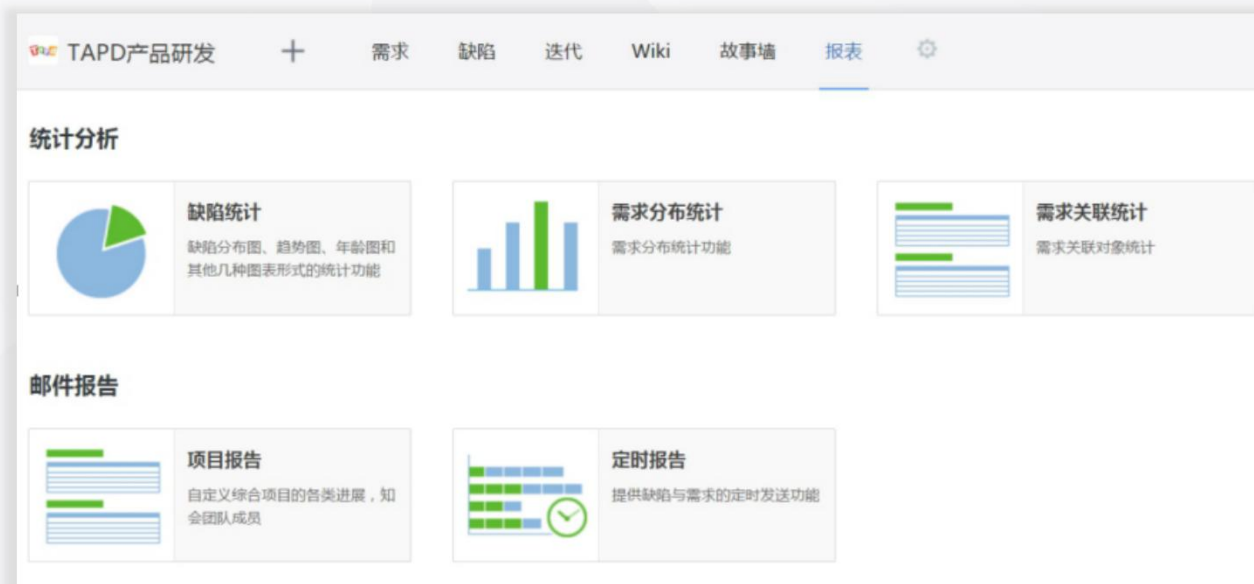 TAPD产品研发 需求 缺陷 迭代 Wiki 故事墙 报表
统计分析
缺陷统计
缺陷分布图、趋势图、年龄图和
其他几种图表形式的统计功能
需求分布统计
需求分布统计功能
需求关联统计
需求关联对象统计
邮件报告
项目报告
自定义综合项目的各类进展，知
会团队成员
定时报告
提供缺陷与需求的定时发送功能